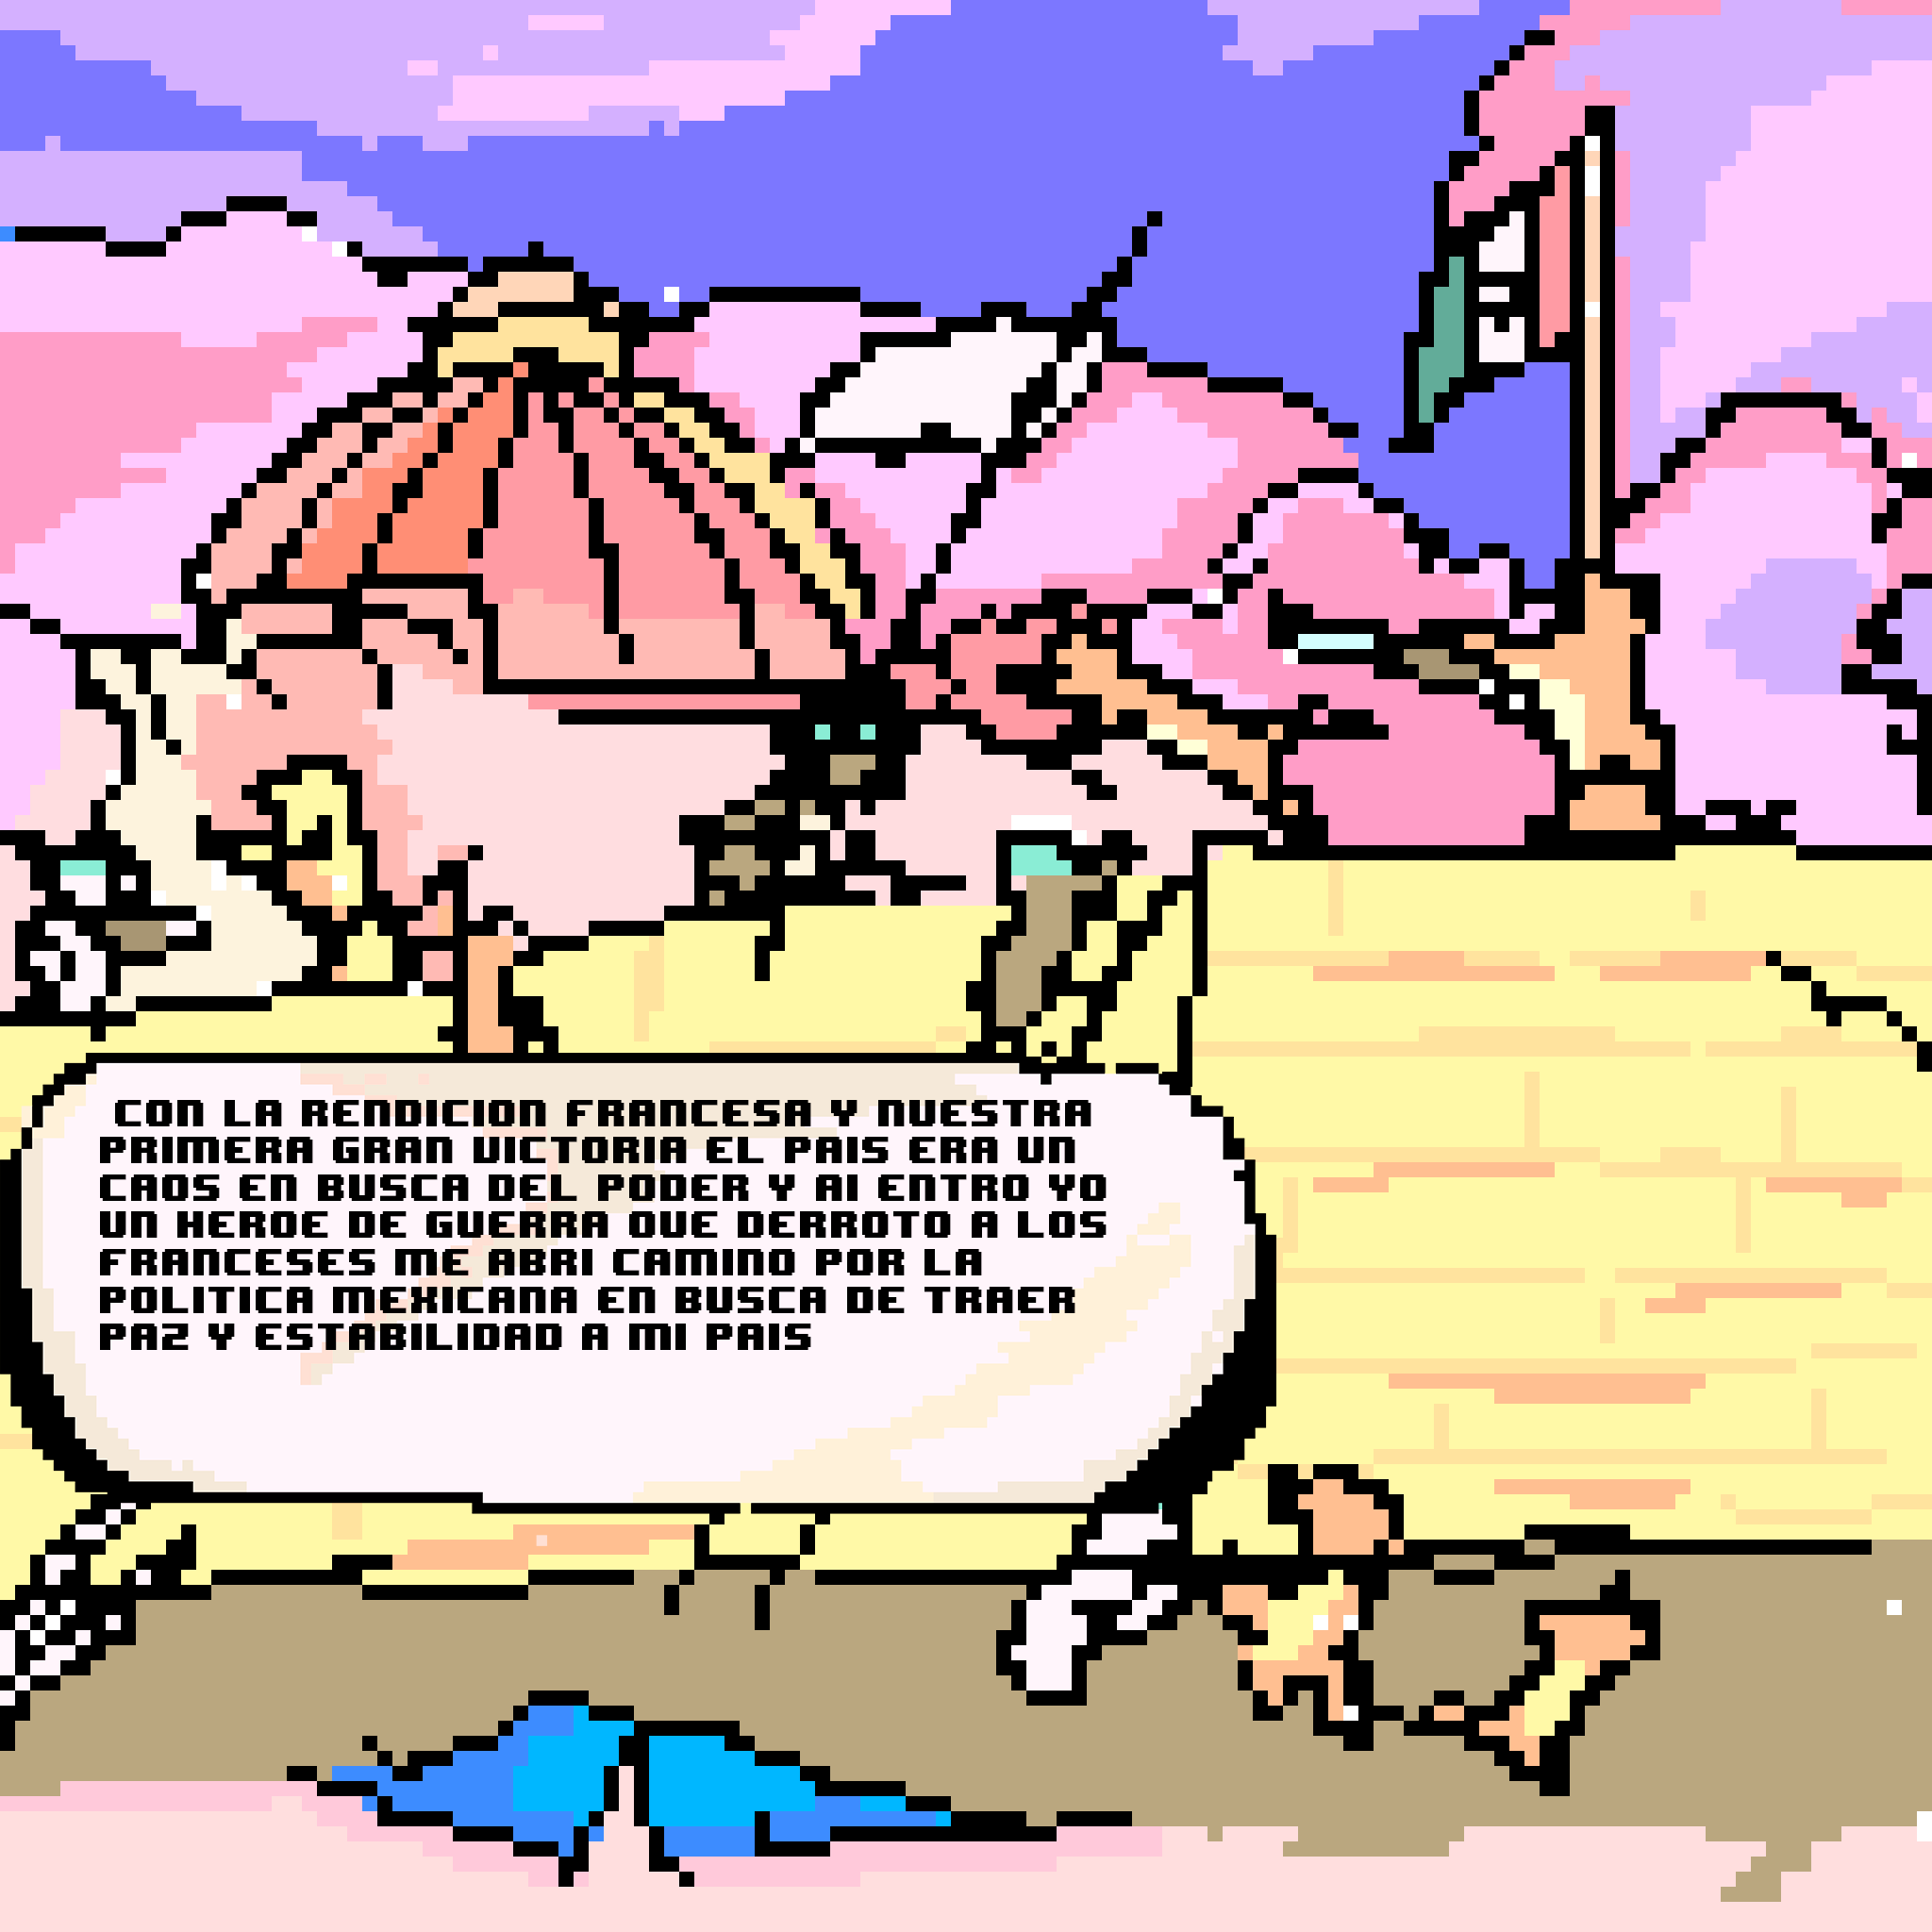 CON LA RENDICION FRANCESA Y NUESTRA
PRIMERA GRAN VICTORIA EL PAIS ERA UN
CAOS EN BUSCA DEL PODER Y AI ENTRO YO
UN HEROE DE GUERRA QUE DERROTO A LOS
FRANCESES ME ABRI CAMINO POR LA
POLITICA MEXICANA EN BUSCA DE TRAER
PAZ Y ESTABILIDAD A MI PAIS